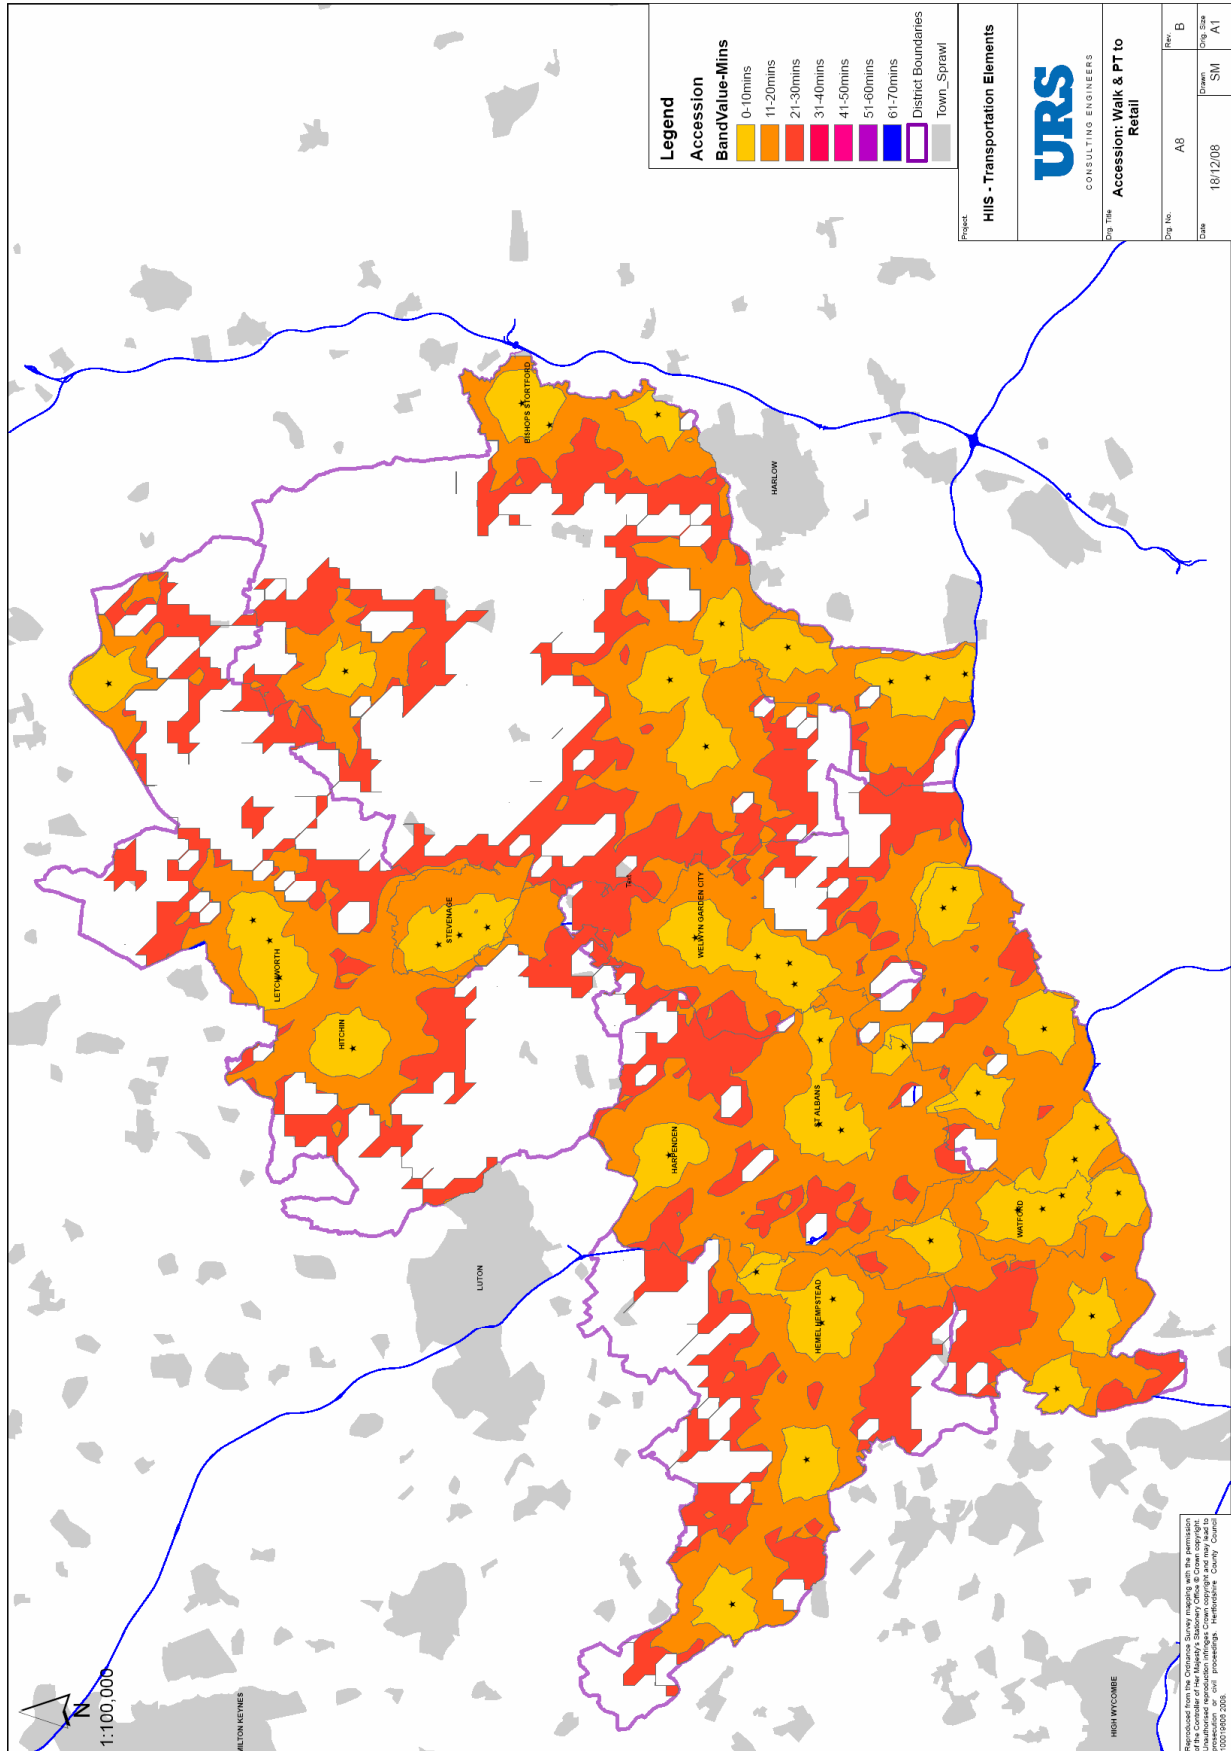 Legend
Accession
BandValue-Mins
0-10mins
11-20mins
21-30mins
31-40mins
41-50mins
51-60mins
61-70mins
District Boundaries
Town_Sprawl
Project.
HIIS - Transportation Elements
URS
CONSULTING ENGINEERS
Drg. Title
Accession: Walk & PT to
Retail
Drg. No.
A8
Rev.
B
Date
18/12/08
Drawn
SM
Orig. Size
A1
N
1:100,000
MILTON KEYNES
LUTON
HIGH WYCOMBE
HARLOW
BISHOPS STORTFORD
LETCHWORTH
HITCHIN
STEVENAGE
WELWYN GARDEN CITY
HARPENDEN
ST ALBANS
HEMEL HEMPSTEAD
WATFORD
Reproduced from the Ordnance Survey mapping with the permission
of the Controller of Her Majesty's Stationery Office © Crown copyright.
Unauthorised reproduction infringes Crown copyright and may lead to
prosecution or civil proceedings. Hertfordshire County Council
100019606 2008.